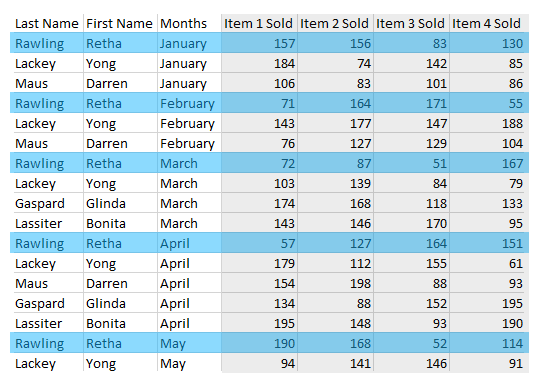 Last Name First Name Months Item 1 Sold Item 2 Sold Item 3 Sold Item 4 Sold
Rawling Retha January 157 156 83 130
Lackey Yong January 184 74 142 85
Maus Darren January 106 83 101 86
Rawling Retha February 71 164 171 55
Lackey Yong February 143 177 147 188
Maus Darren February 76 127 129 104
Rawling Retha March 72 87 51 167
Lackey Yong March 103 139 84 79
Gaspard Glinda March 174 168 118 133
Lassiter Bonita March 143 146 170 95
Rawling Retha April 57 127 164 151
Lackey Yong April 179 112 155 61
Maus Darren April 154 198 88 93
Gaspard Glinda April 134 88 152 195
Lassiter Bonita April 195 148 93 190
Rawling Retha May 190 168 52 114
Lackey Yong May 94 141 146 91